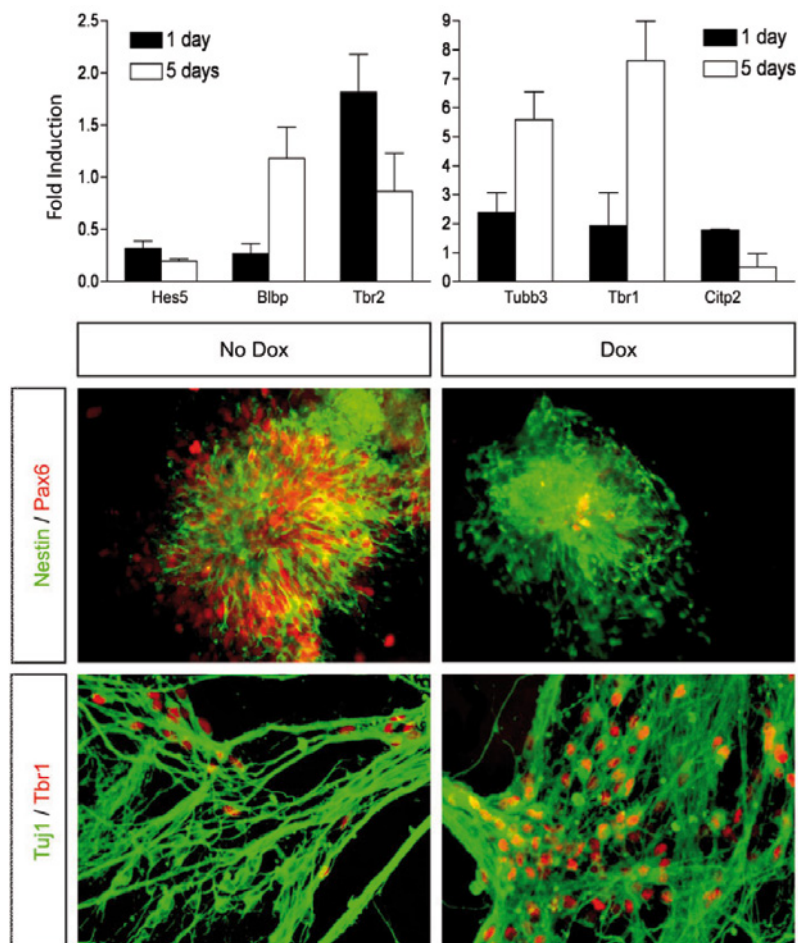 Fold Induction
2.5
2.0
1.5
1.0
0.5
0.0
1 day
5 days
Hes5 Blbp Tbr2
9
8
7
6
5
4
3
2
1
0
1 day
5 days
Tubb3 Tbr1 Citp2
No Dox Dox
Nestin / Pax6
Tuj1 / Tbr1